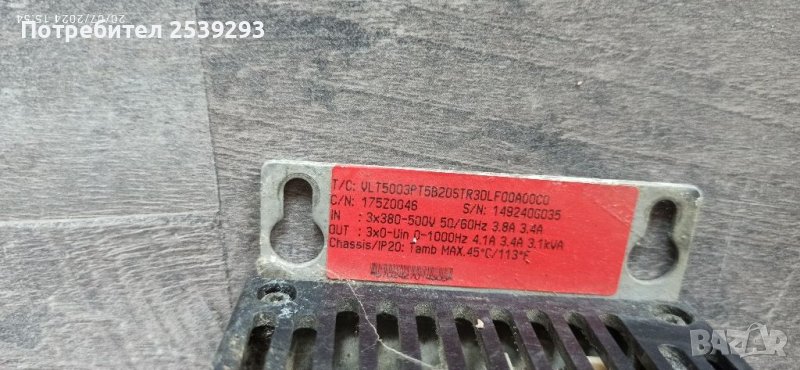 20/07/2024 15:54
Потребител 2539293
T/C: VLT5003PT5B20STR3DLF00A00C0
C/N: 175Z0046 S/N: 149240G035
IN : 3x380-500V 50/60Hz 3.8A 3.4A
OUT : 3x0-Uin 0-1000Hz 4.1A 3.4A 3.1kVA
Chassis/IP20: Tamb MAX.45°C/113°F
BAZAR